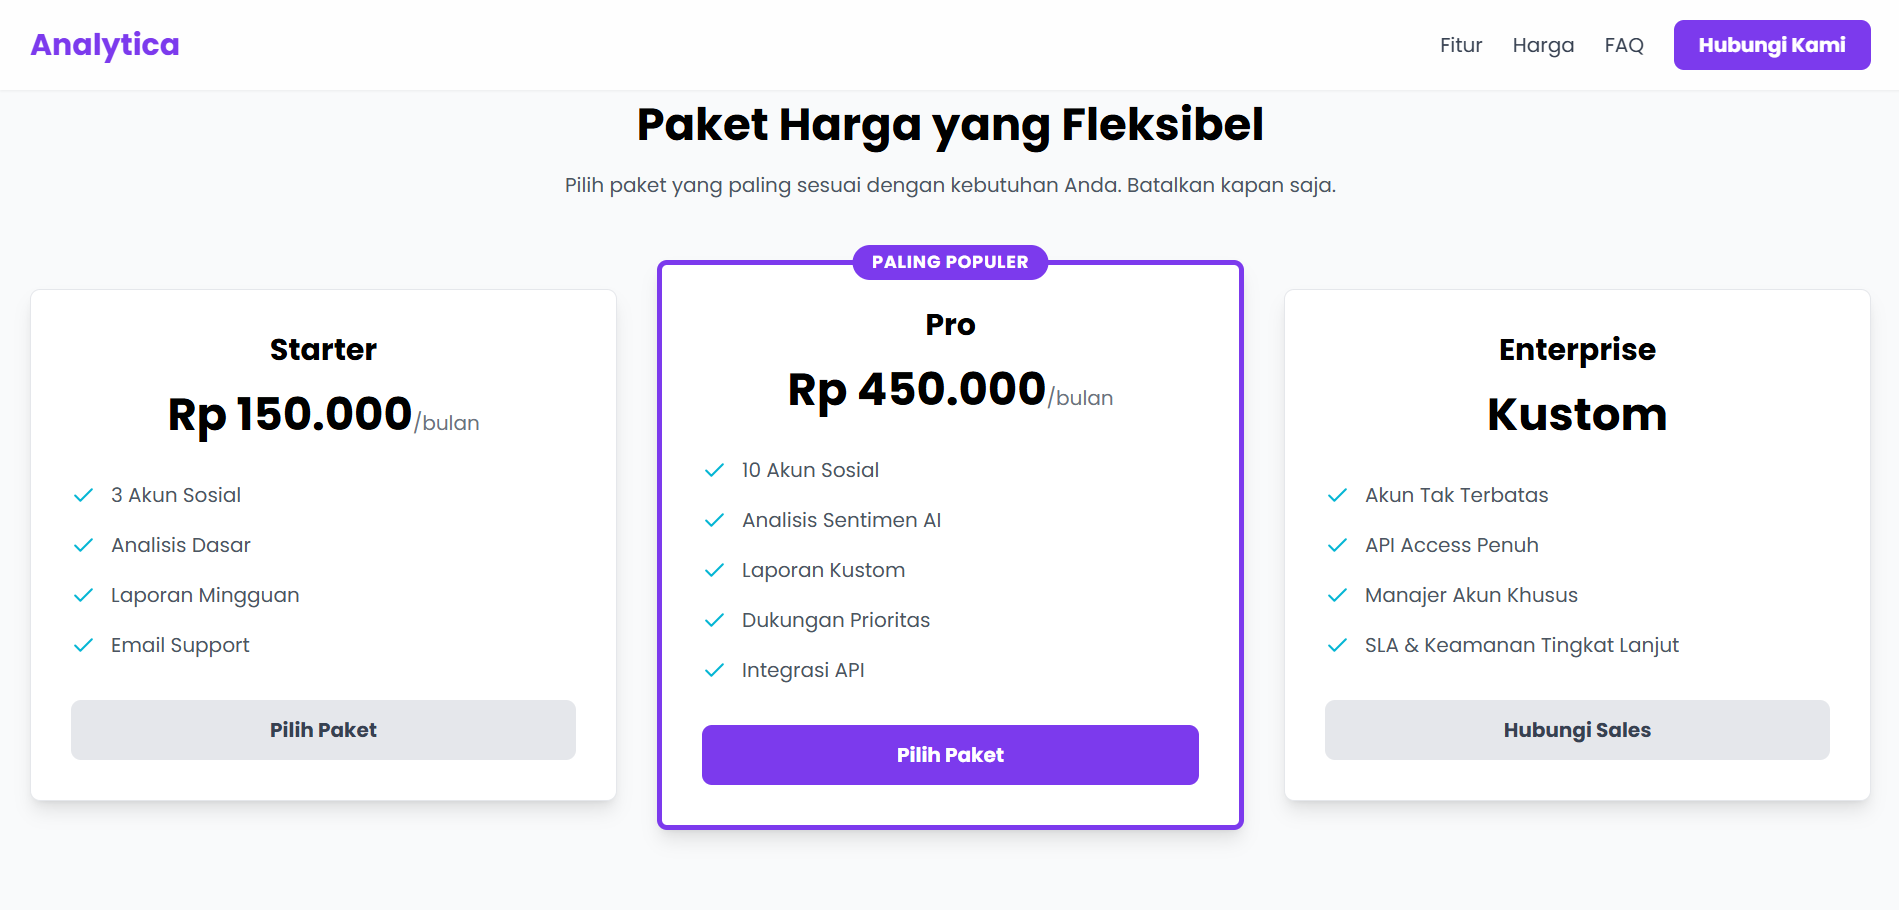 Analytica
Fitur
Harga
FAQ
Hubungi Kami
Paket Harga yang Fleksibel
Pilih paket yang paling sesuai dengan kebutuhan Anda. Batalkan kapan saja.
Starter
Rp 150.000/bulan
3 Akun Sosial
Analisis Dasar
Laporan Mingguan
Email Support
Pilih Paket
PALING POPULER
Pro
Rp 450.000/bulan
10 Akun Sosial
Analisis Sentimen AI
Laporan Kustom
Dukungan Prioritas
Integrasi API
Pilih Paket
Enterprise
Kustom
Akun Tak Terbatas
API Access Penuh
Manajer Akun Khusus
SLA & Keamanan Tingkat Lanjut
Hubungi Sales